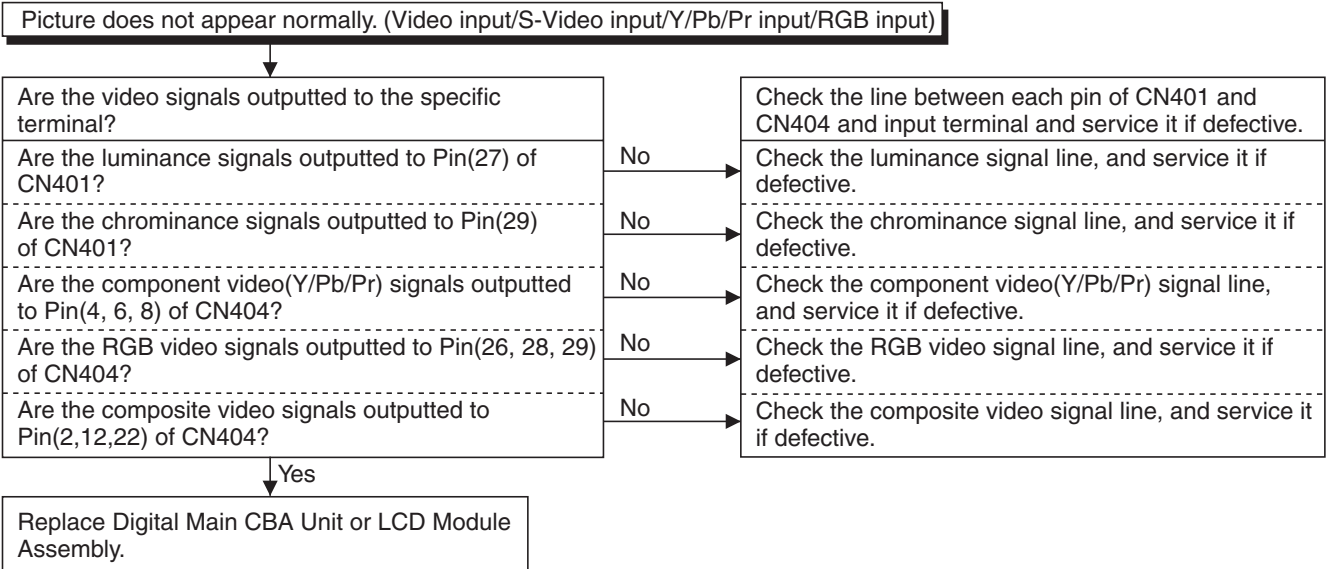 Picture does not appear normally. (Video input/S-Video input/Y/Pb/Pr input/RGB input)
Are the video signals outputted to the specific
terminal?
Check the line between each pin of CN401 and
CN404 and input terminal and service it if defective.
Are the luminance signals outputted to Pin(27) of
CN401?
No
Check the luminance signal line, and service it if
defective.
Are the chrominance signals outputted to Pin(29)
of CN401?
No
Check the chrominance signal line, and service it if
defective.
Are the component video(Y/Pb/Pr) signals outputted
to Pin(4, 6, 8) of CN404?
No
Check the component video(Y/Pb/Pr) signal line,
and service it if defective.
Are the RGB video signals outputted to Pin(26, 28, 29)
of CN404?
No
Check the RGB video signal line, and service it if
defective.
Are the composite video signals outputted to
Pin(2,12,22) of CN404?
No
Check the composite video signal line, and service it
if defective.
Yes
Replace Digital Main CBA Unit or LCD Module
Assembly.